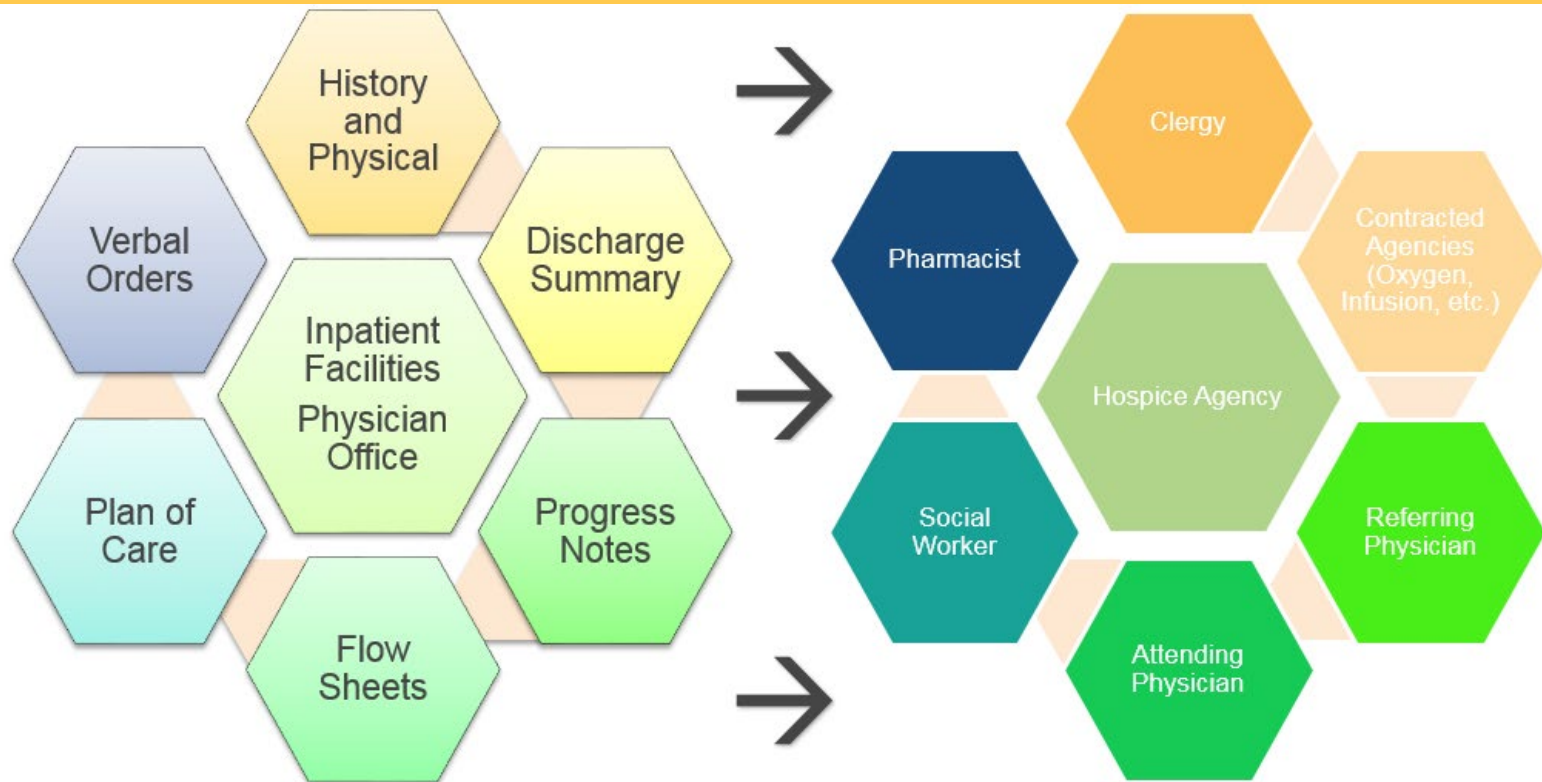 History
and
Physical
Verbal
Orders
Discharge
Summary
Inpatient
Facilities
Physician
Office
Plan of
Care
Progress
Notes
Flow
Sheets
Clergy
Pharmacist
Contracted
Agencies
(Oxygen,
Infusion, etc.)
Hospice Agency
Social
Worker
Referring
Physician
Attending
Physician